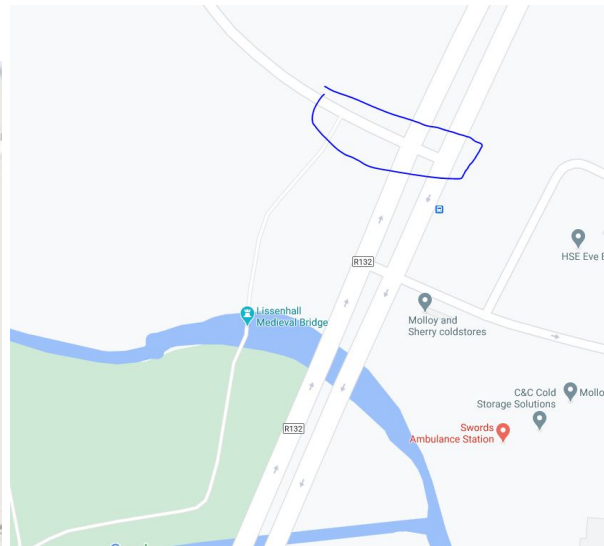 R132
HSE Eve
Lissenhall
Medieval Bridge
Molloy and
Sherry coldstores
C&C Cold
Storage Solutions
Mollo
R132
Swords
Ambulance Station